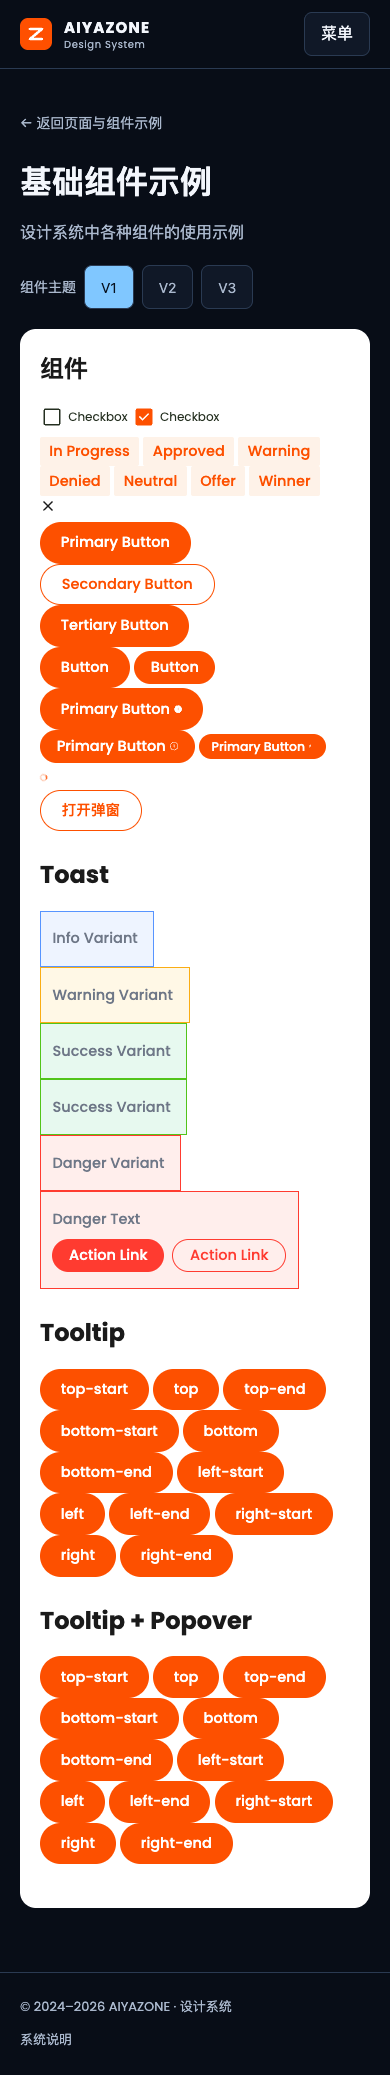 AIYAZONE
Design System
菜单
← 返回页面与组件示例
基础组件示例
设计系统中各种组件的使用示例
组件主题 V1 V2 V3
组件
Checkbox Checkbox
In Progress Approved Warning
Denied Neutral Offer Winner
Primary Button
Secondary Button
Tertiary Button
Button Button
Primary Button
Primary Button Primary Button
打开弹窗
Toast
Info Variant
Warning Variant
Success Variant
Success Variant
Danger Variant
Danger Text
Action Link Action Link
Tooltip
top-start top top-end
bottom-start bottom
bottom-end left-start
left left-end right-start
right right-end
Tooltip + Popover
top-start top top-end
bottom-start bottom
bottom-end left-start
left left-end right-start
right right-end
© 2024–2026 AIYAZONE · 设计系统
系统说明